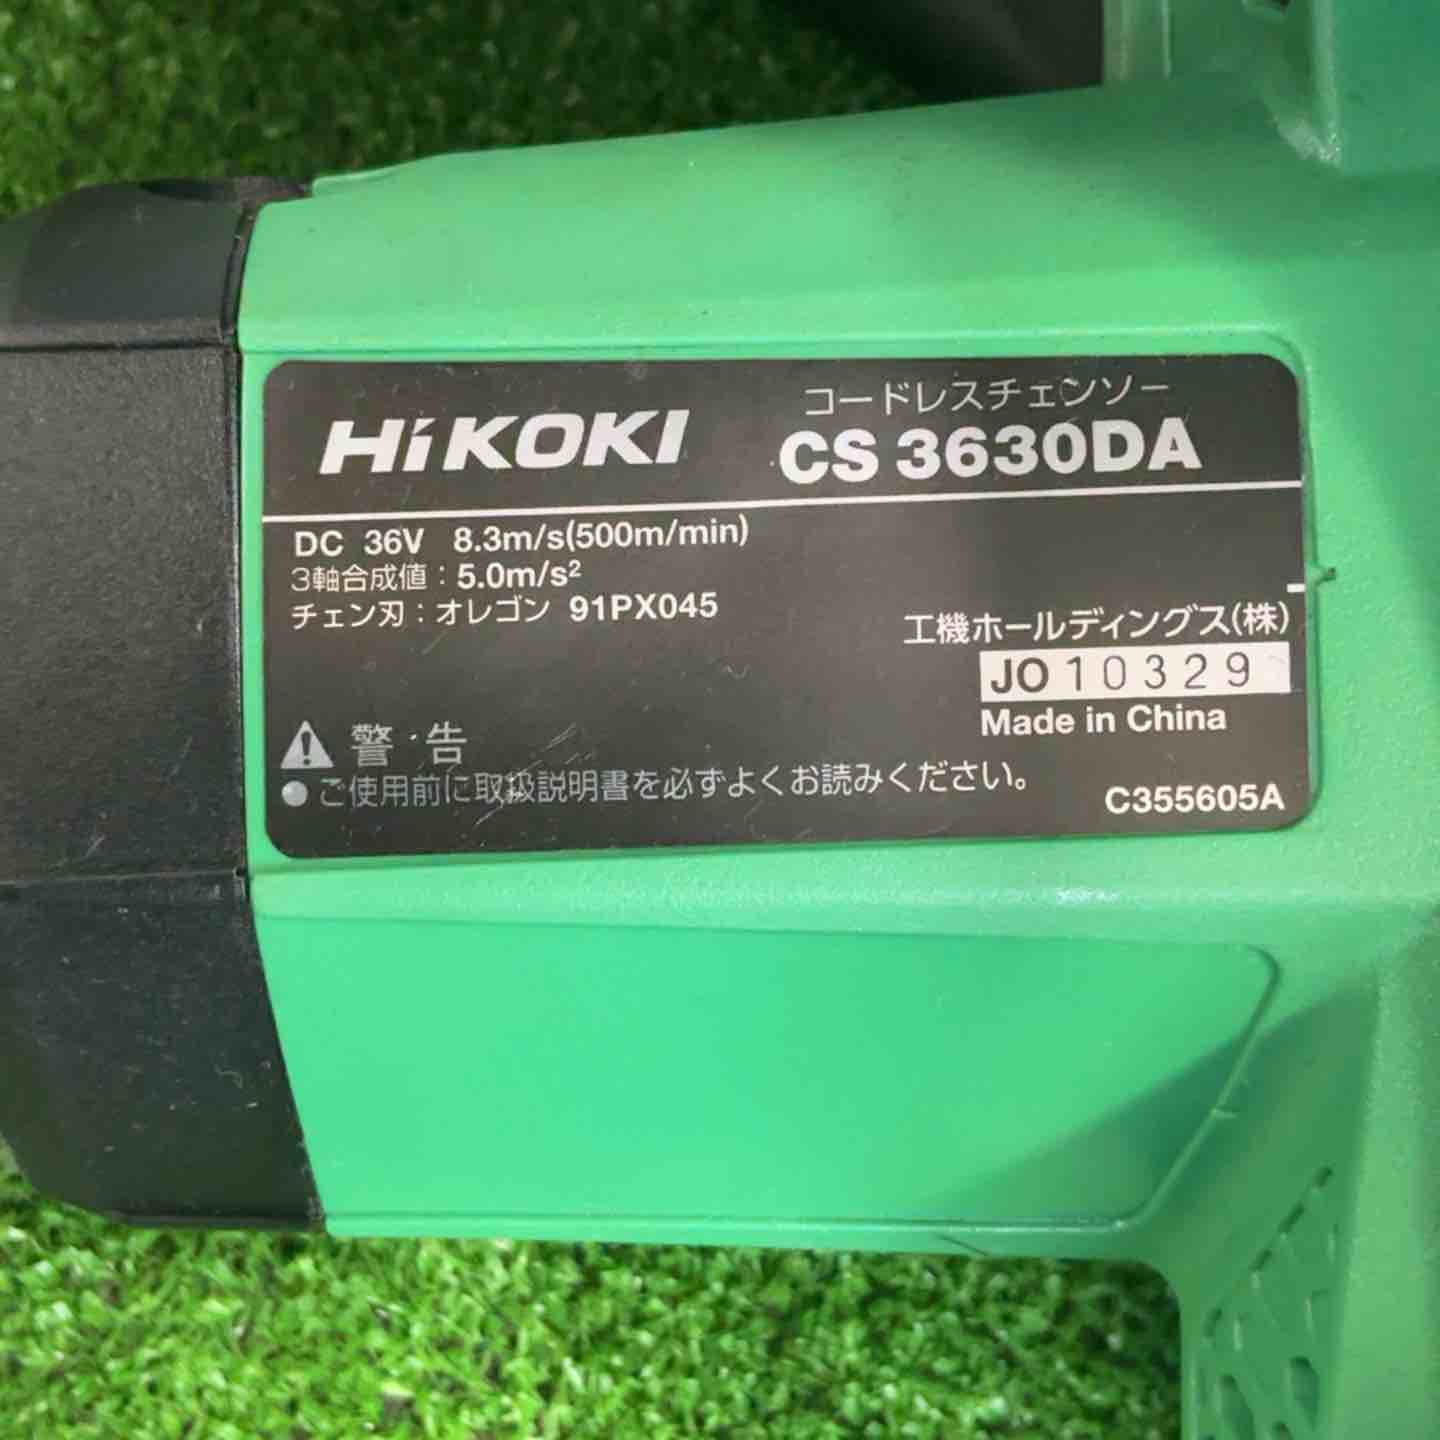 HiKOKI
コードレスチェンソー
CS 3630DA
DC 36V 8.3m/s(500m/min)
3軸合成値：5.0m/s²
チェン刃：オレゴン 91PX045
工機ホールディングス(株)
JO10329
Made in China
警告
●ご使用前に取扱説明書を必ずよくお読みください。
C355605A